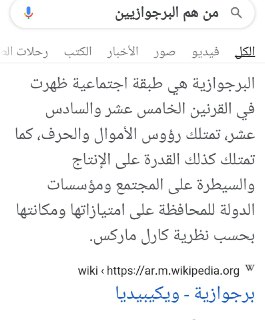 من هم البرجوازيين
الكل فيديو صور الأخبار الكتب رحلات
البرجوازية هي طبقة اجتماعية ظهرت
في القرنين الخامس عشر والسادس
عشر، تمتلك رؤوس الأموال والحرف، كما
تمتلك كذلك القدرة على الإنتاج
والسيطرة على المجتمع ومؤسسات
الدولة للمحافظة على امتيازاتها ومكانتها
بحسب نظرية كارل ماركس.
https://ar.m.wikipedia.org › wiki
برجوازية - ويكيبيديا